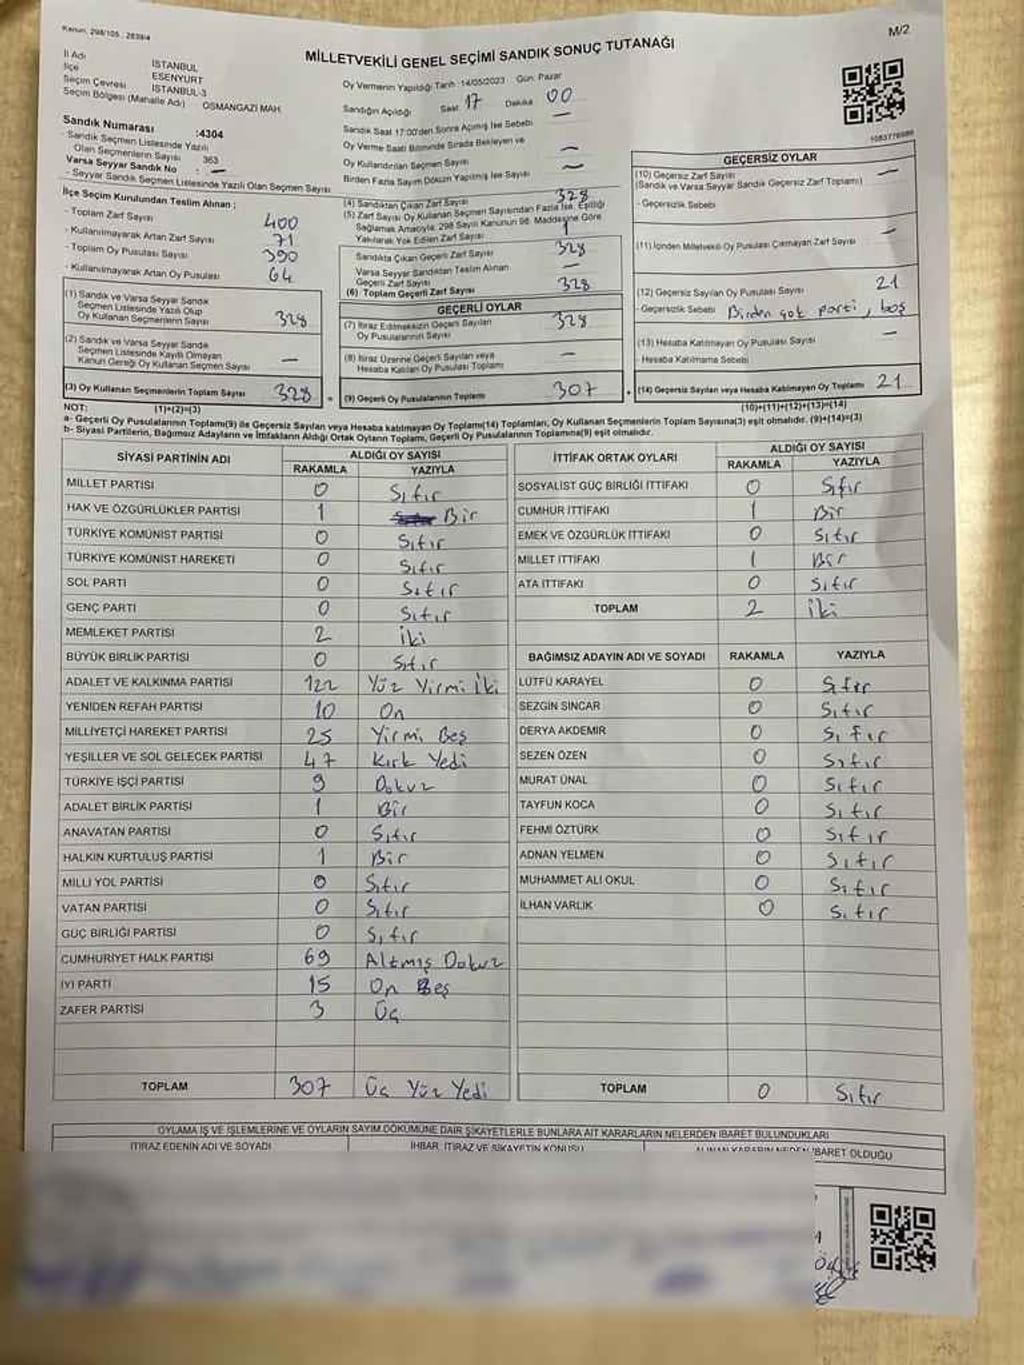 Kanun, 298/105, 2839/4
M/2
MİLLETVEKİLİ GENEL SEÇİMİ SANDIK SONUÇ TUTANAĞI
İl Adı İSTANBUL
İlçe ESENYURT
Seçim Çevresi İSTANBUL-3
Seçim Bölgesi (Mahalle Adı) OSMANGAZİ MAH.
Sandık Numarası :4304
- Sandık Seçmen Listesinde Yazılı
Olan Seçmenlerin Sayısı 363
Varsa Seyyar Sandık No : —
- Seyyar Sandık Seçmen Listesinde Yazılı Olan Seçmen Sayısı
Oy Vermenin Yapıldığı Tarih :14/05/2023 Gün: Pazar
Sandığın Açıldığı Saat 17 Dakika 00
Sandık Saat 17:00'den Sonra Açılmış İse Sebebi —
Oy Verme Saati Bitiminde Sırada Bekleyen ve
Oy Kullandırılan Seçmen Sayısı —
Birden Fazla Sayım Döküm Yapılmış İse Sayısı —
İlçe Seçim Kurulundan Teslim Alınan ;
- Toplam Zarf Sayısı 400
- Kullanılmayarak Artan Zarf Sayısı 71
- Toplam Oy Pusulası Sayısı 390
- Kullanılmayarak Artan Oy Pusulası 64
(1) Sandık ve Varsa Seyyar Sandık
Seçmen Listesinde Yazılı Olup
Oy Kullanan Seçmenlerin Sayısı 328
(2) Sandık ve Varsa Seyyar Sandık
Seçmen Listesinde Kayıtlı Olmayan
Kanun Gereği Oy Kullanan Seçmen Sayısı —
(3) Oy Kullanan Seçmenlerin Toplam Sayısı 328
(4) Sandıktan Çıkan Zarf Sayısı 328
(5) Zarf Sayısı Oy Kullanan Seçmen Sayısından Fazla İse, Eşitliği
Sağlamak Amacıyla, 298 Sayılı Kanunun 98. Maddesine Göre
Yakılarak Yok Edilen Zarf Sayısı
Sandıkta Çıkan Geçerli Zarf Sayısı 328
Varsa Seyyar Sandıktan Teslim Alınan
Geçerli Zarf Sayısı —
(6) Toplam Geçerli Zarf Sayısı 328
GEÇERLİ OYLAR
(7) İtiraz Edilmeksizin Geçerli Sayılan
Oy Pusulalarının Sayısı 328
(8) İtiraz Üzerine Geçerli Sayılan veya
Hesaba Katılan Oy Pusulası Toplamı —
(9) Geçerli Oy Pusulalarının Toplamı 307
1083776986
GEÇERSİZ OYLAR
(10) Geçersiz Zarf Sayısı —
(Sandık ve Varsa Seyyar Sandık Geçersiz Zarf Toplamı)
- Geçersizlik Sebebi
(11) İçinden Milletvekili Oy Pusulası Çıkmayan Zarf Sayısı —
(12) Geçersiz Sayılan Oy Pusulası Sayısı 21
- Geçersizlik Sebebi Birden çok parti, boş
(13) Hesaba Katılmayan Oy Pusulası Sayısı —
- Hesaba Katılmama Sebebi
(14) Geçersiz Sayılan veya Hesaba Katılmayan Oy Toplamı 21
NOT: (1)+(2)=(3) (10)+(11)+(12)+(13)=(14)
a- Geçerli Oy Pusulalarının Toplamı(9) ile Geçersiz Sayılan veya Hesaba Katılmayan Oy Toplamı(14) Toplamları, Oy Kullanan Seçmenlerin Toplam Sayısına(3) eşit olmalıdır. (9)+(14)=(3)
b- Siyasi Partilerin, Bağımsız Adayların ve İttifakların Aldığı Ortak Oyların Toplamı, Geçerli Oy Pusulalarının Toplamına(9) eşit olmalıdır.
SİYASİ PARTİNİN ADI ALDIĞI OY SAYISI
RAKAMLA YAZIYLA
MİLLET PARTİSİ 0 Sıfır
HAK VE ÖZGÜRLÜKLER PARTİSİ 1 Bir
TÜRKİYE KOMÜNİST PARTİSİ 0 Sıfır
TÜRKİYE KOMÜNİST HAREKETİ 0 Sıfır
SOL PARTİ 0 Sıfır
GENÇ PARTİ 0 Sıfır
MEMLEKET PARTİSİ 2 İki
BÜYÜK BİRLİK PARTİSİ 0 Sıfır
ADALET VE KALKINMA PARTİSİ 122 Yüz Yirmi İki
YENİDEN REFAH PARTİSİ 10 On
MİLLİYETÇİ HAREKET PARTİSİ 25 Yirmi Beş
YEŞİLLER VE SOL GELECEK PARTİSİ 47 Kırk Yedi
TÜRKİYE İŞÇİ PARTİSİ 9 Dokuz
ADALET BİRLİK PARTİSİ 1 Bir
ANAVATAN PARTİSİ 0 Sıfır
HALKIN KURTULUŞ PARTİSİ 1 Bir
MİLLİ YOL PARTİSİ 0 Sıfır
VATAN PARTİSİ 0 Sıfır
GÜÇ BİRLİĞİ PARTİSİ 0 Sıfır
CUMHURİYET HALK PARTİSİ 69 Altmış Dokuz
İYİ PARTİ 15 On Beş
ZAFER PARTİSİ 3 Üç
TOPLAM 307 Üç Yüz Yedi
İTTİFAK ORTAK OYLARI ALDIĞI OY SAYISI
RAKAMLA YAZIYLA
SOSYALİST GÜÇ BİRLİĞİ İTTİFAKI 0 Sıfır
CUMHUR İTTİFAKI 1 Bir
EMEK VE ÖZGÜRLÜK İTTİFAKI 0 Sıfır
MİLLET İTTİFAKI 1 Bir
ATA İTTİFAKI 0 Sıfır
TOPLAM 2 İki
BAĞIMSIZ ADAYIN ADI VE SOYADI RAKAMLA YAZIYLA
LÜTFÜ KARAYEL 0 Sıfır
SEZGİN SINCAR 0 Sıfır
DERYA AKDEMİR 0 Sıfır
SEZEN ÖZEN 0 Sıfır
MURAT ÜNAL 0 Sıfır
TAYFUN KOCA 0 Sıfır
FEHMİ ÖZTÜRK 0 Sıfır
ADNAN YELMEN 0 Sıfır
MUHAMMET ALİ OKUL 0 Sıfır
İLHAN VARLIK 0 Sıfır
TOPLAM 0 Sıfır
OYLAMA İŞ VE İŞLEMLERİNE VE OYLARIN SAYIM DÖKÜMÜNE DAİR ŞİKAYETLERLE BUNLARA AİT KARARLARIN NELERDEN İBARET BULUNDUKLARI
İTİRAZ EDENİN ADI VE SOYADI İHBAR, İTİRAZ VE ŞİKAYETİN KONUSU ALINAN KARARIN NEDEN İBARET OLDUĞU